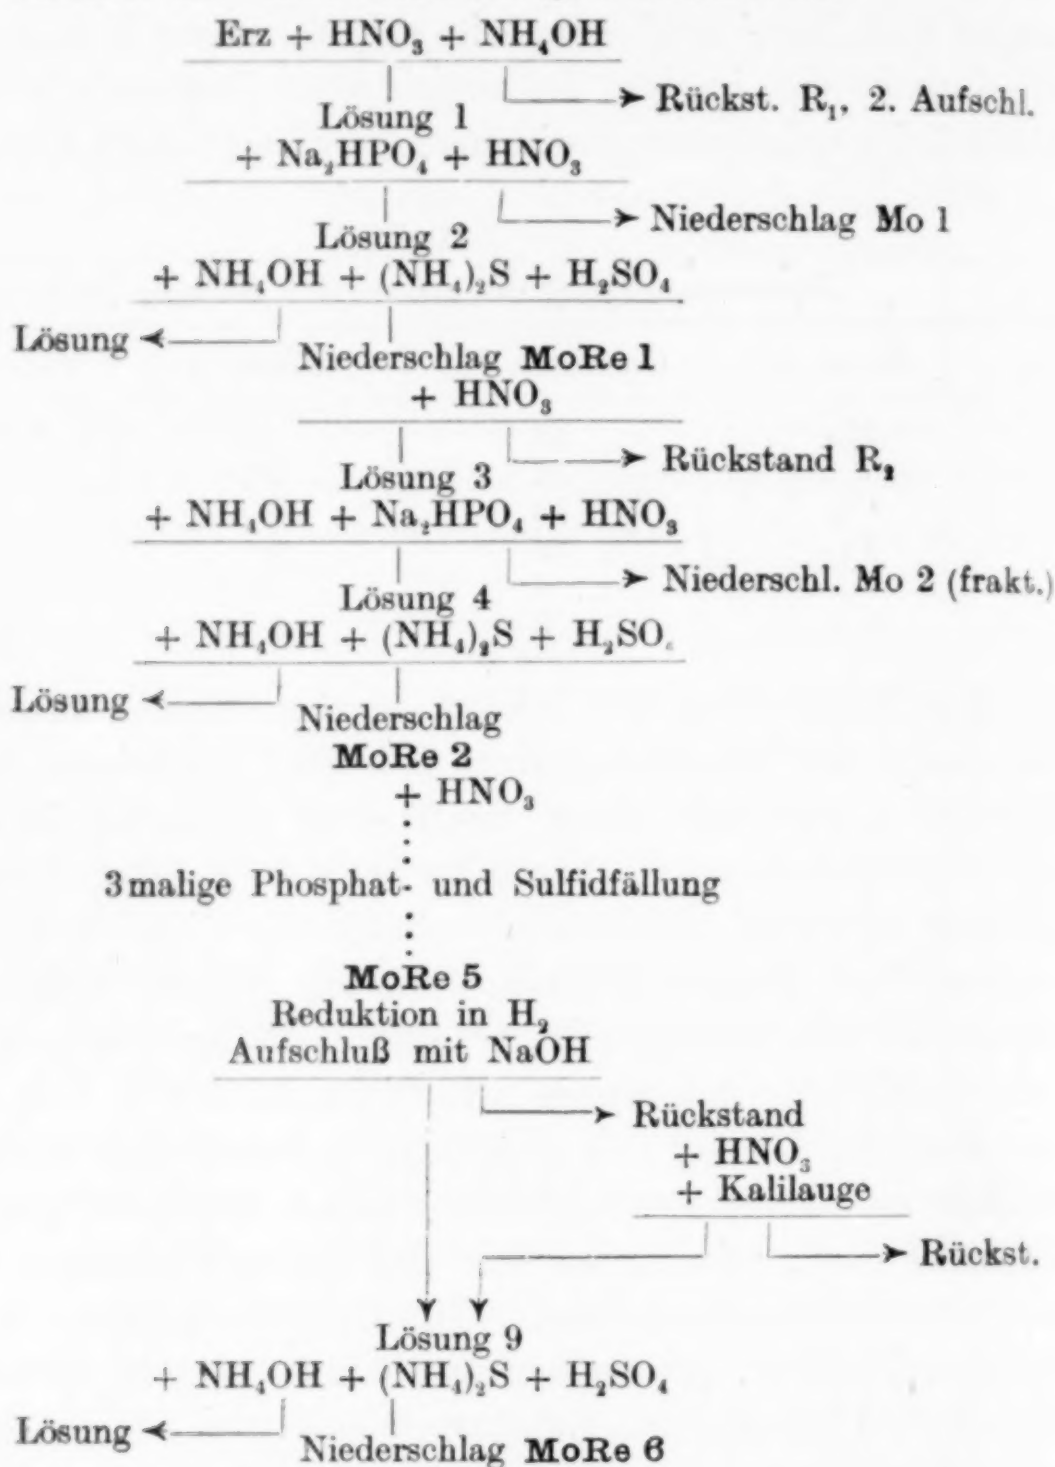 Erz + HNO₃ + NH₄OH
Rückst. R₁, 2. Aufschl.
Lösung 1
+ Na₂HPO₄ + HNO₃
Niederschlag Mo 1
Lösung 2
+ NH₄OH + (NH₄)₂S + H₂SO₄
Lösung
Niederschlag MoRe 1
+ HNO₃
Rückstand R₂
Lösung 3
+ NH₄OH + Na₂HPO₄ + HNO₃
Niederschl. Mo 2 (frakt.)
Lösung 4
+ NH₄OH + (NH₄)₂S + H₂SO₄
Lösung
Niederschlag
MoRe 2
+ HNO₃
3malige Phosphat- und Sulfidfällung
MoRe 5
Reduktion in H₂
Aufschluß mit NaOH
Rückstand
+ HNO₃
+ Kalilauge
Rückst.
Lösung 9
+ NH₄OH + (NH₄)₂S + H₂SO₄
Lösung
Niederschlag MoRe 6